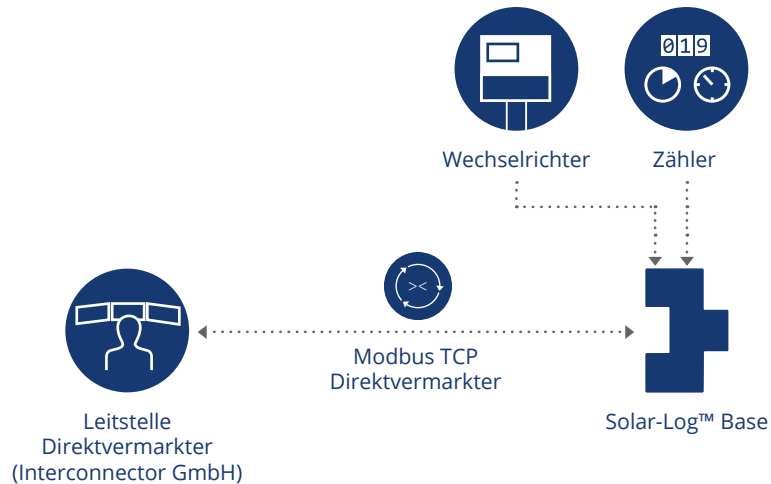 019
Wechselrichter
Zähler
><
Modbus TCP
Direktvermarkter
Leitstelle
Direktvermarkter
(Interconnector GmbH)
Solar-Log™ Base